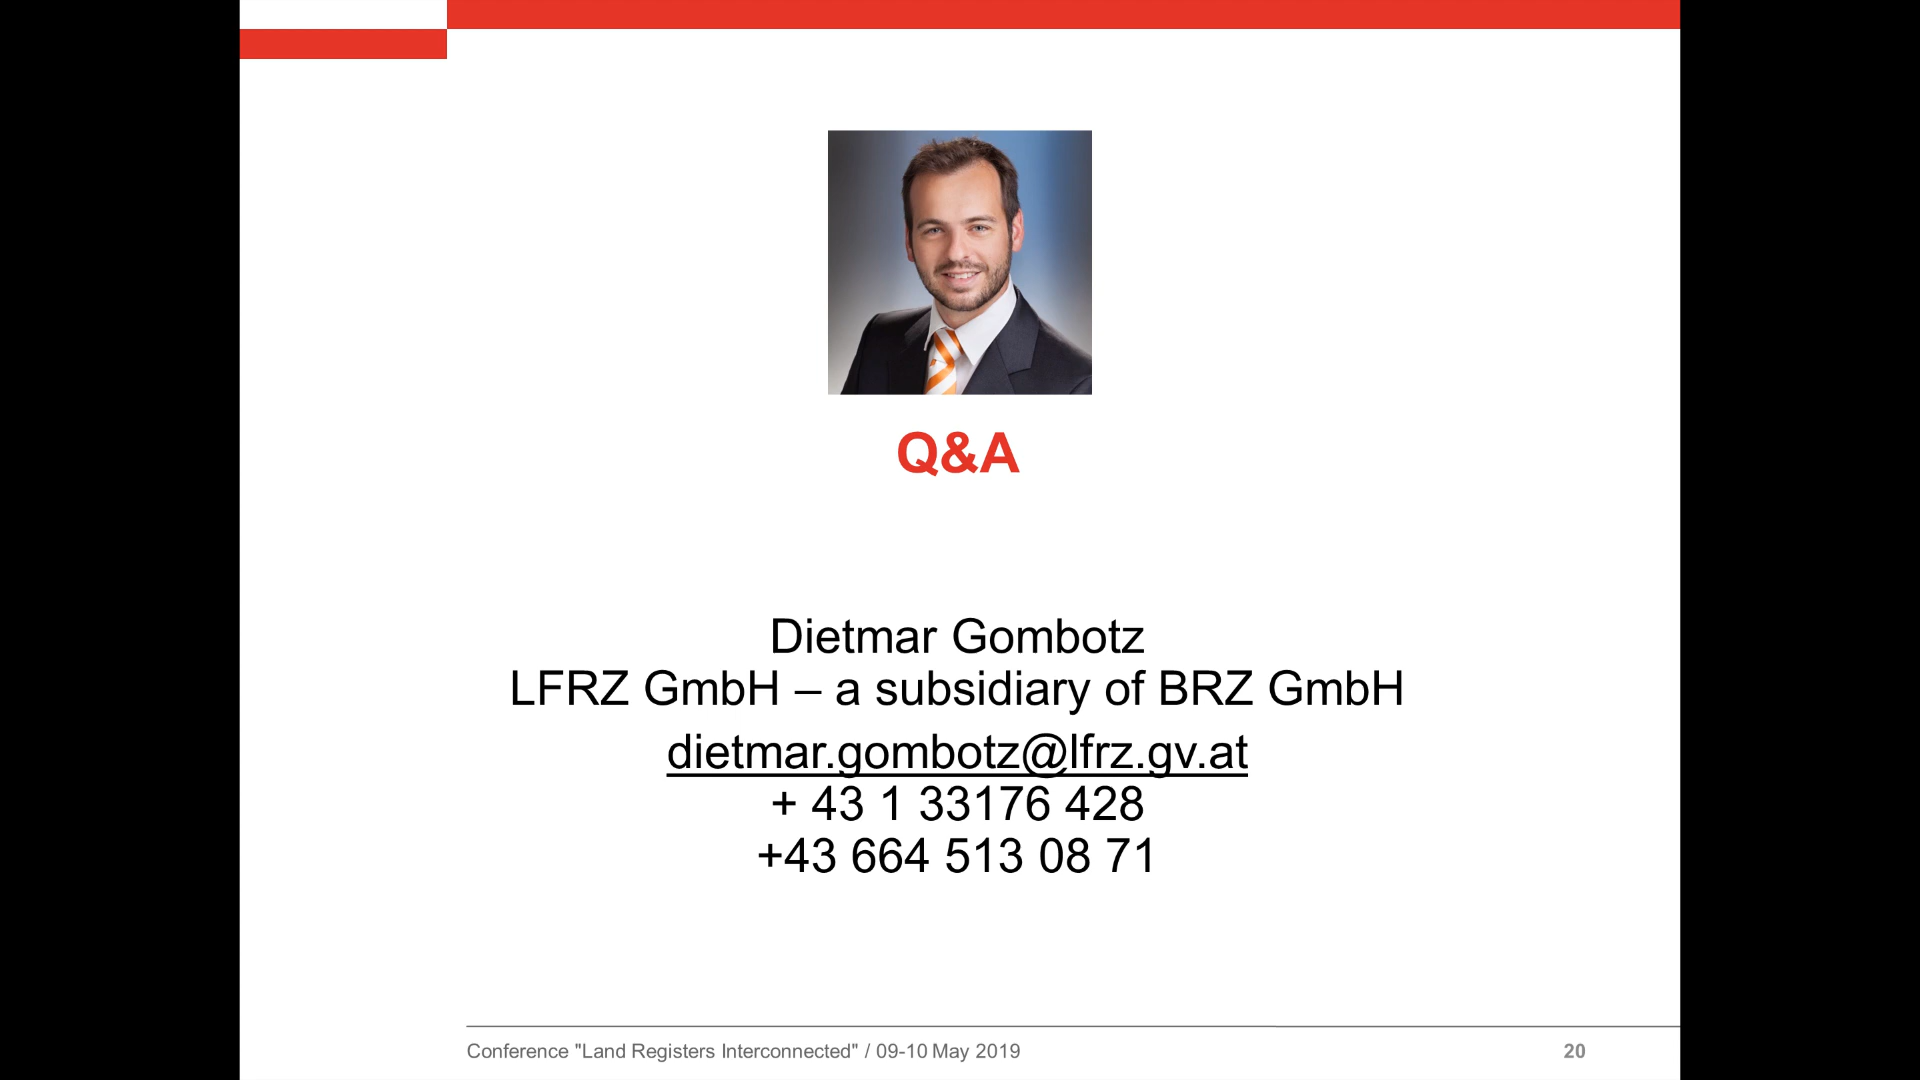 Q&A
Dietmar Gombotz
LFRZ GmbH – a subsidiary of BRZ GmbH
dietmar.gombotz@lfrz.gv.at
+ 43 1 33176 428
+43 664 513 08 71
Conference "Land Registers Interconnected" / 09-10 May 2019
20